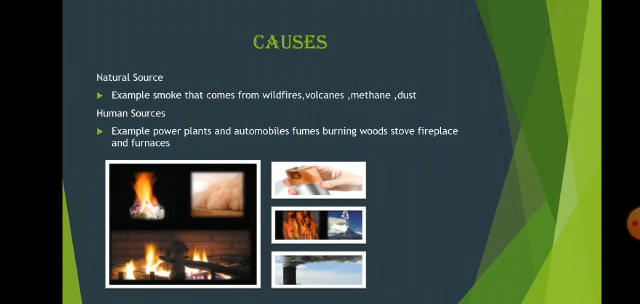 CAUSES
Natural Source
Example smoke that comes from wildfires,volcanes ,methane ,dust
Human Sources
Example power plants and automobiles fumes burning woods stove fireplace
and furnaces